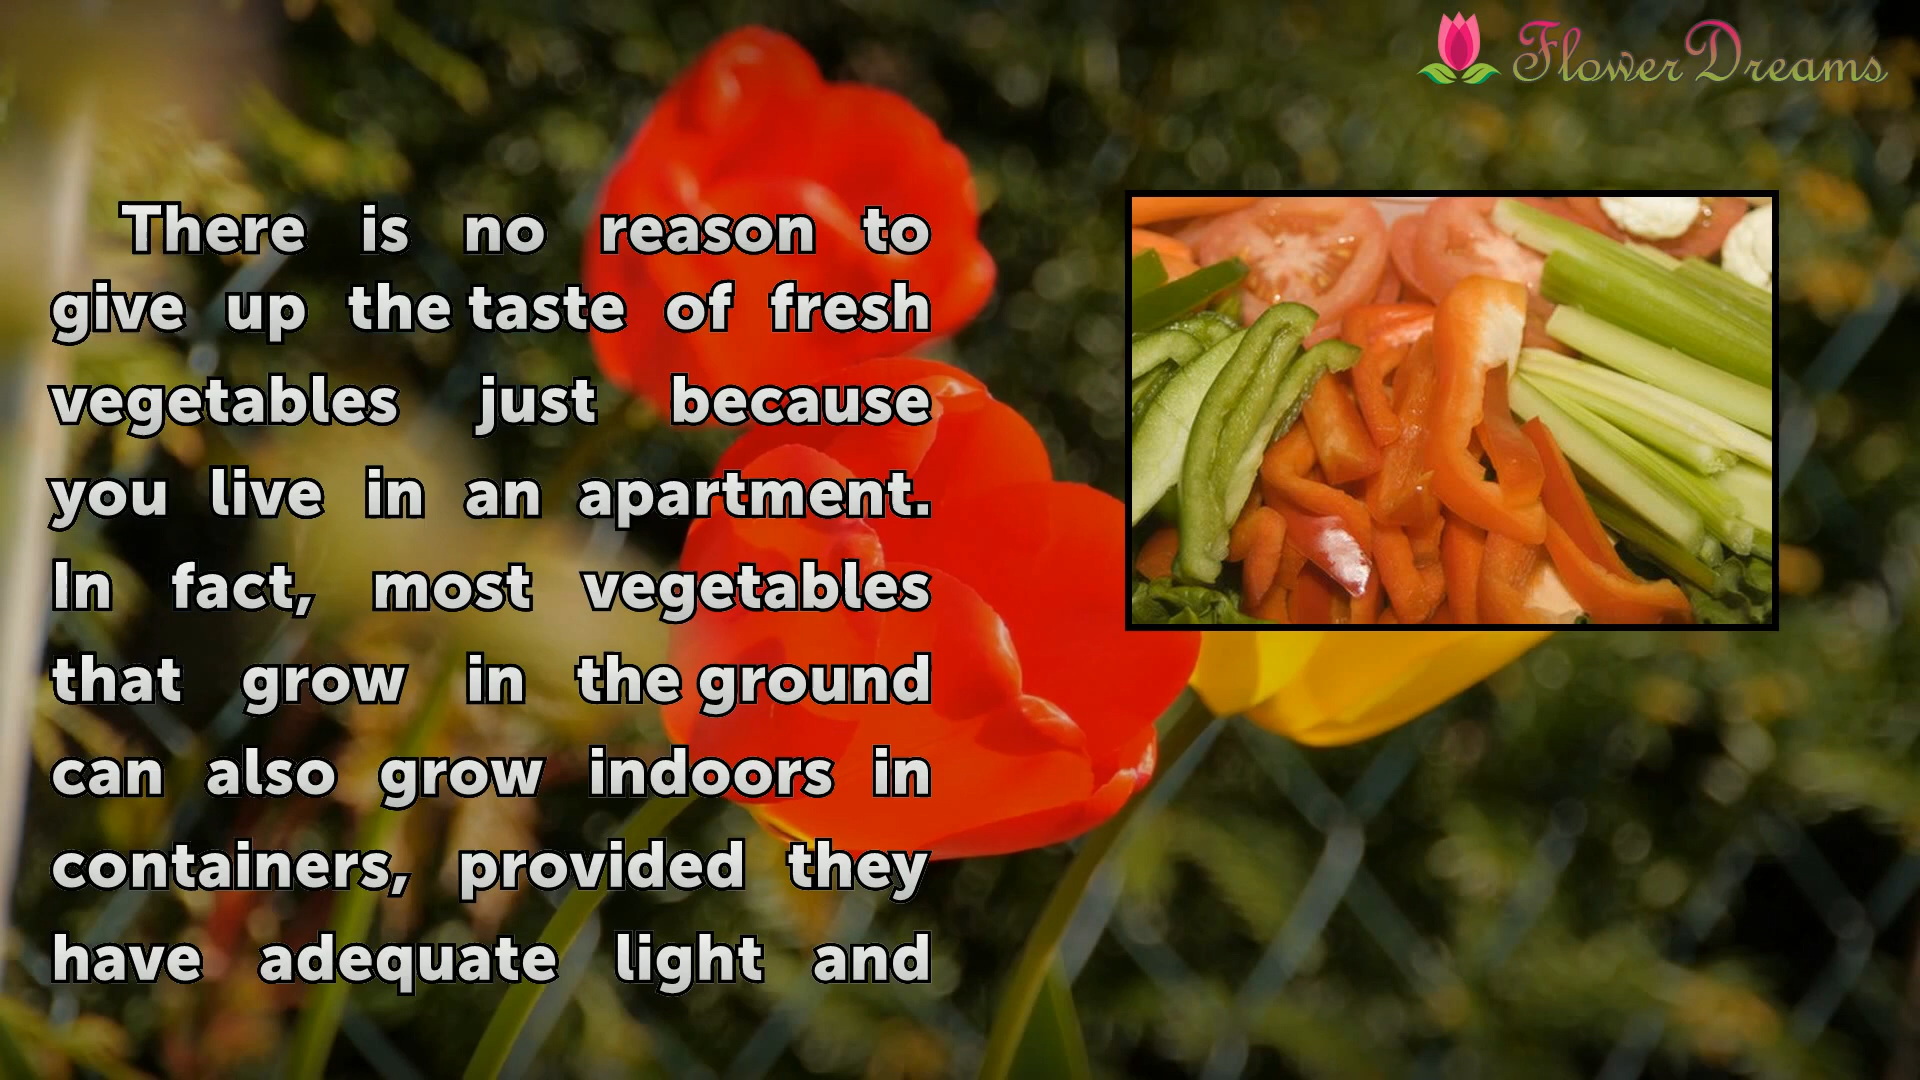 Flower Dreams
There is no reason to
give up the taste of fresh
vegetables just because
you live in an apartment.
In fact, most vegetables
that grow in the ground
can also grow indoors in
containers, provided they
have adequate light and